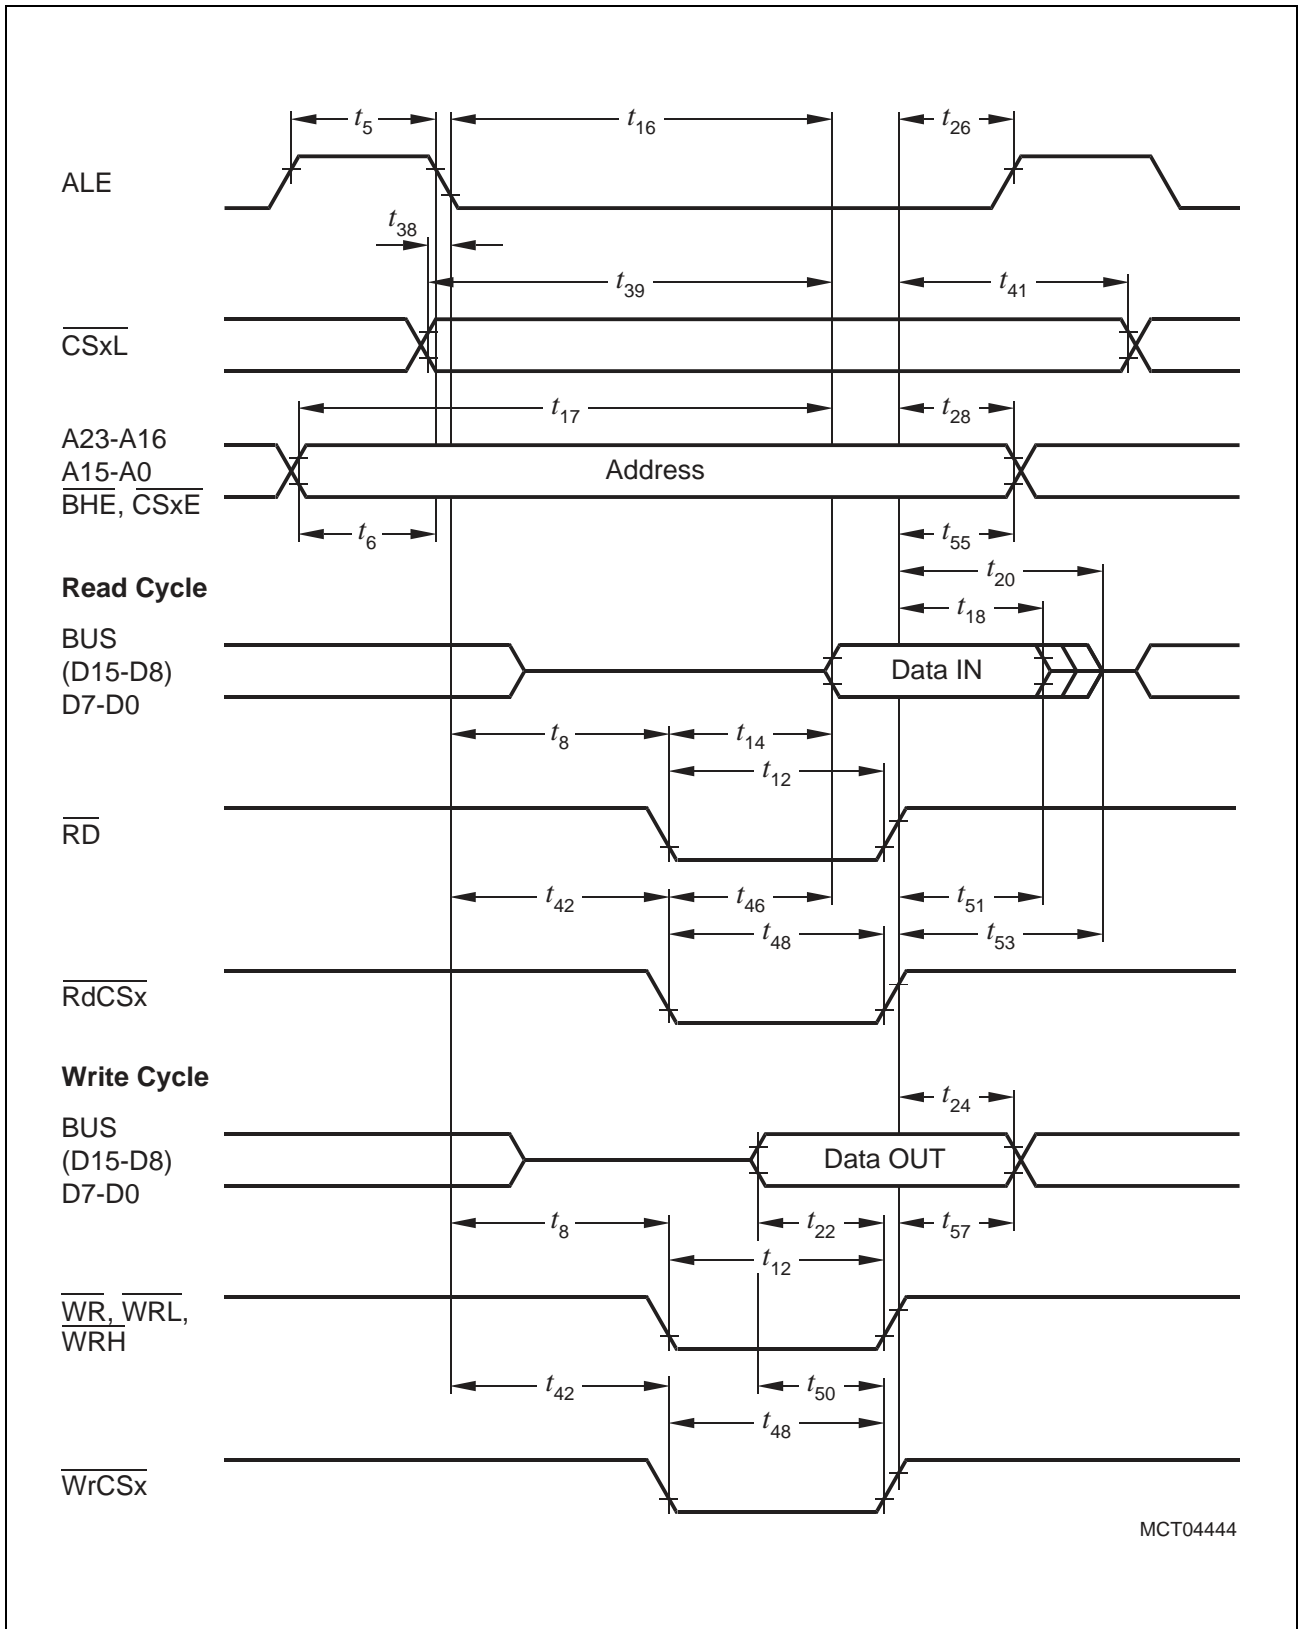 t5 t16 t26
ALE
t38
t39 t41
CSxL
t17 t28
A23-A16
A15-A0
BHE, CSxE
Address
t6 t55
t20
Read Cycle
t18
BUS
(D15-D8)
D7-D0
Data IN
t8 t14
t12
RD
t42 t46 t51
t48 t53
RdCSx
Write Cycle
t24
BUS
(D15-D8)
D7-D0
Data OUT
t8 t22 t57
t12
WR, WRL,
WRH
t42 t50
t48
WrCSx
MCT04444